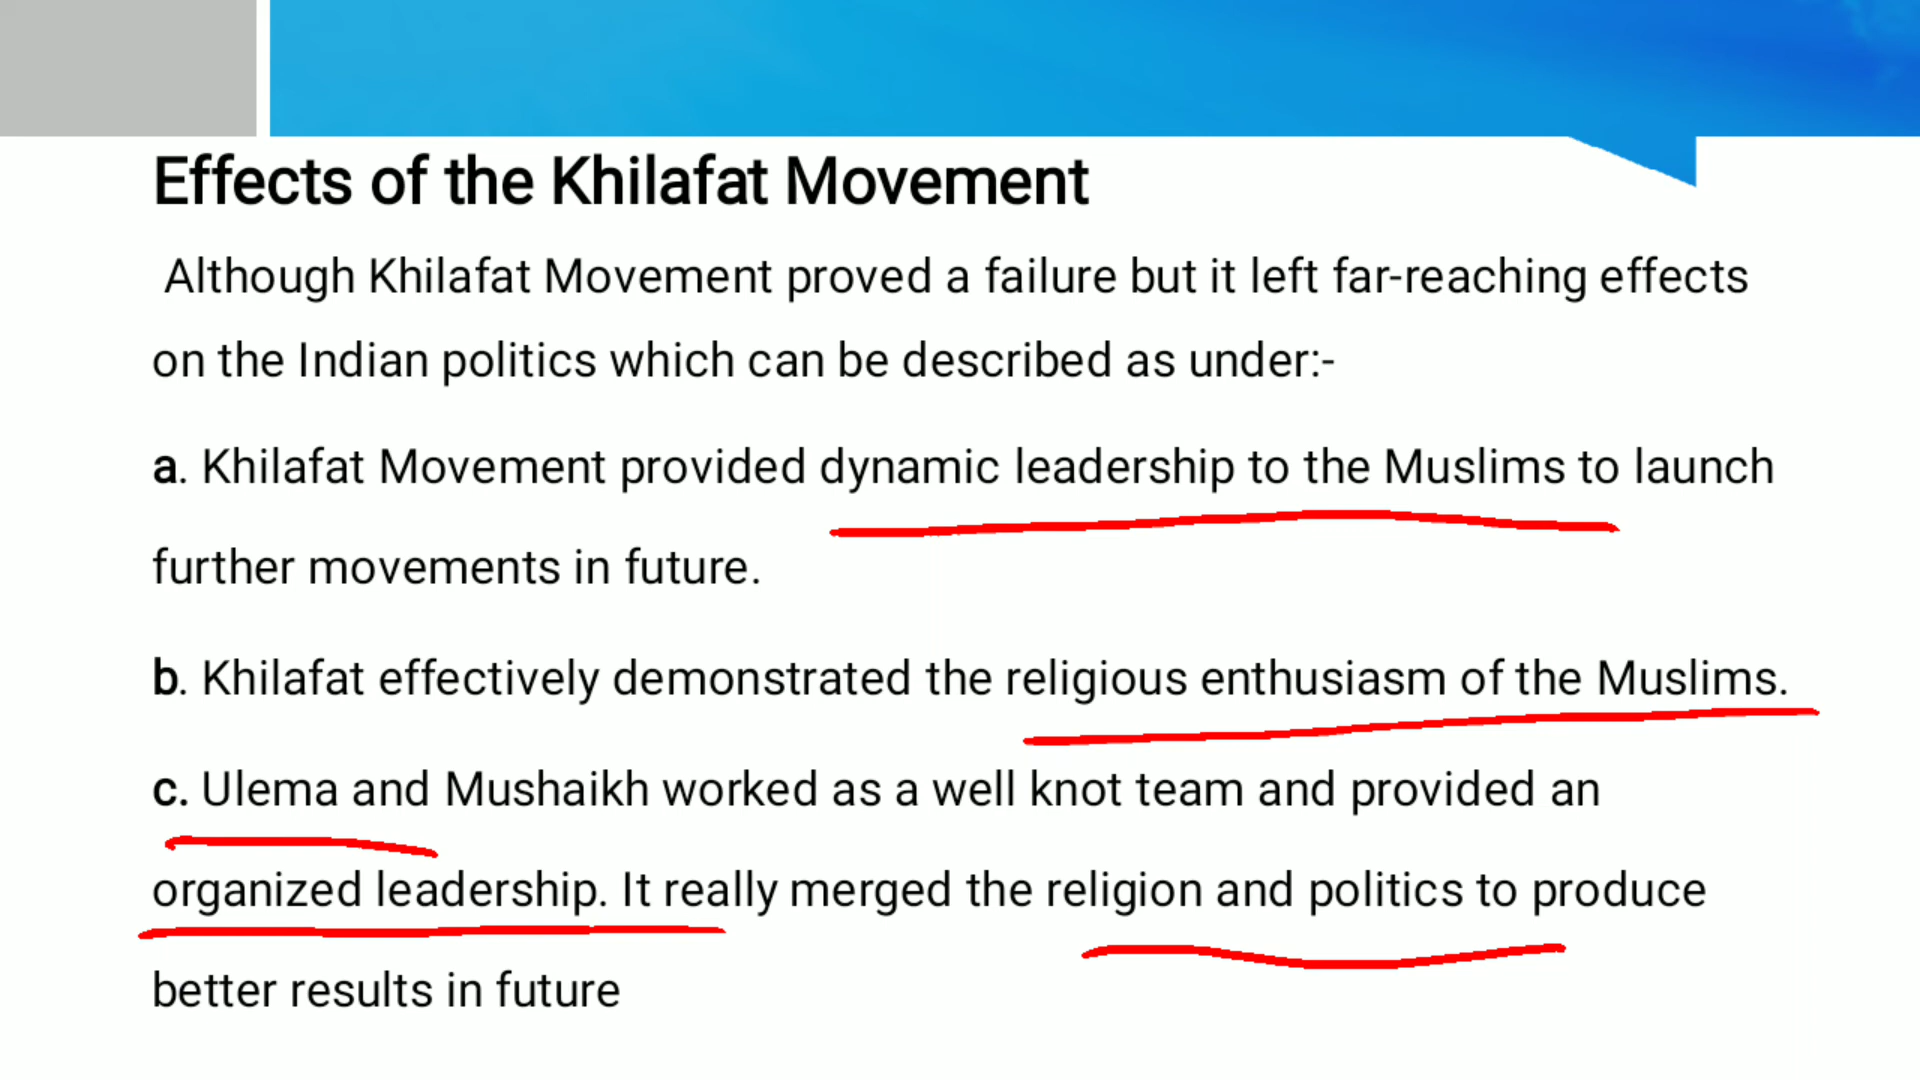 Effects of the Khilafat Movement
Although Khilafat Movement proved a failure but it left far-reaching effects
on the Indian politics which can be described as under:-
a. Khilafat Movement provided dynamic leadership to the Muslims to launch
further movements in future.
b. Khilafat effectively demonstrated the religious enthusiasm of the Muslims.
c. Ulema and Mushaikh worked as a well knot team and provided an
organized leadership. It really merged the religion and politics to produce
better results in future